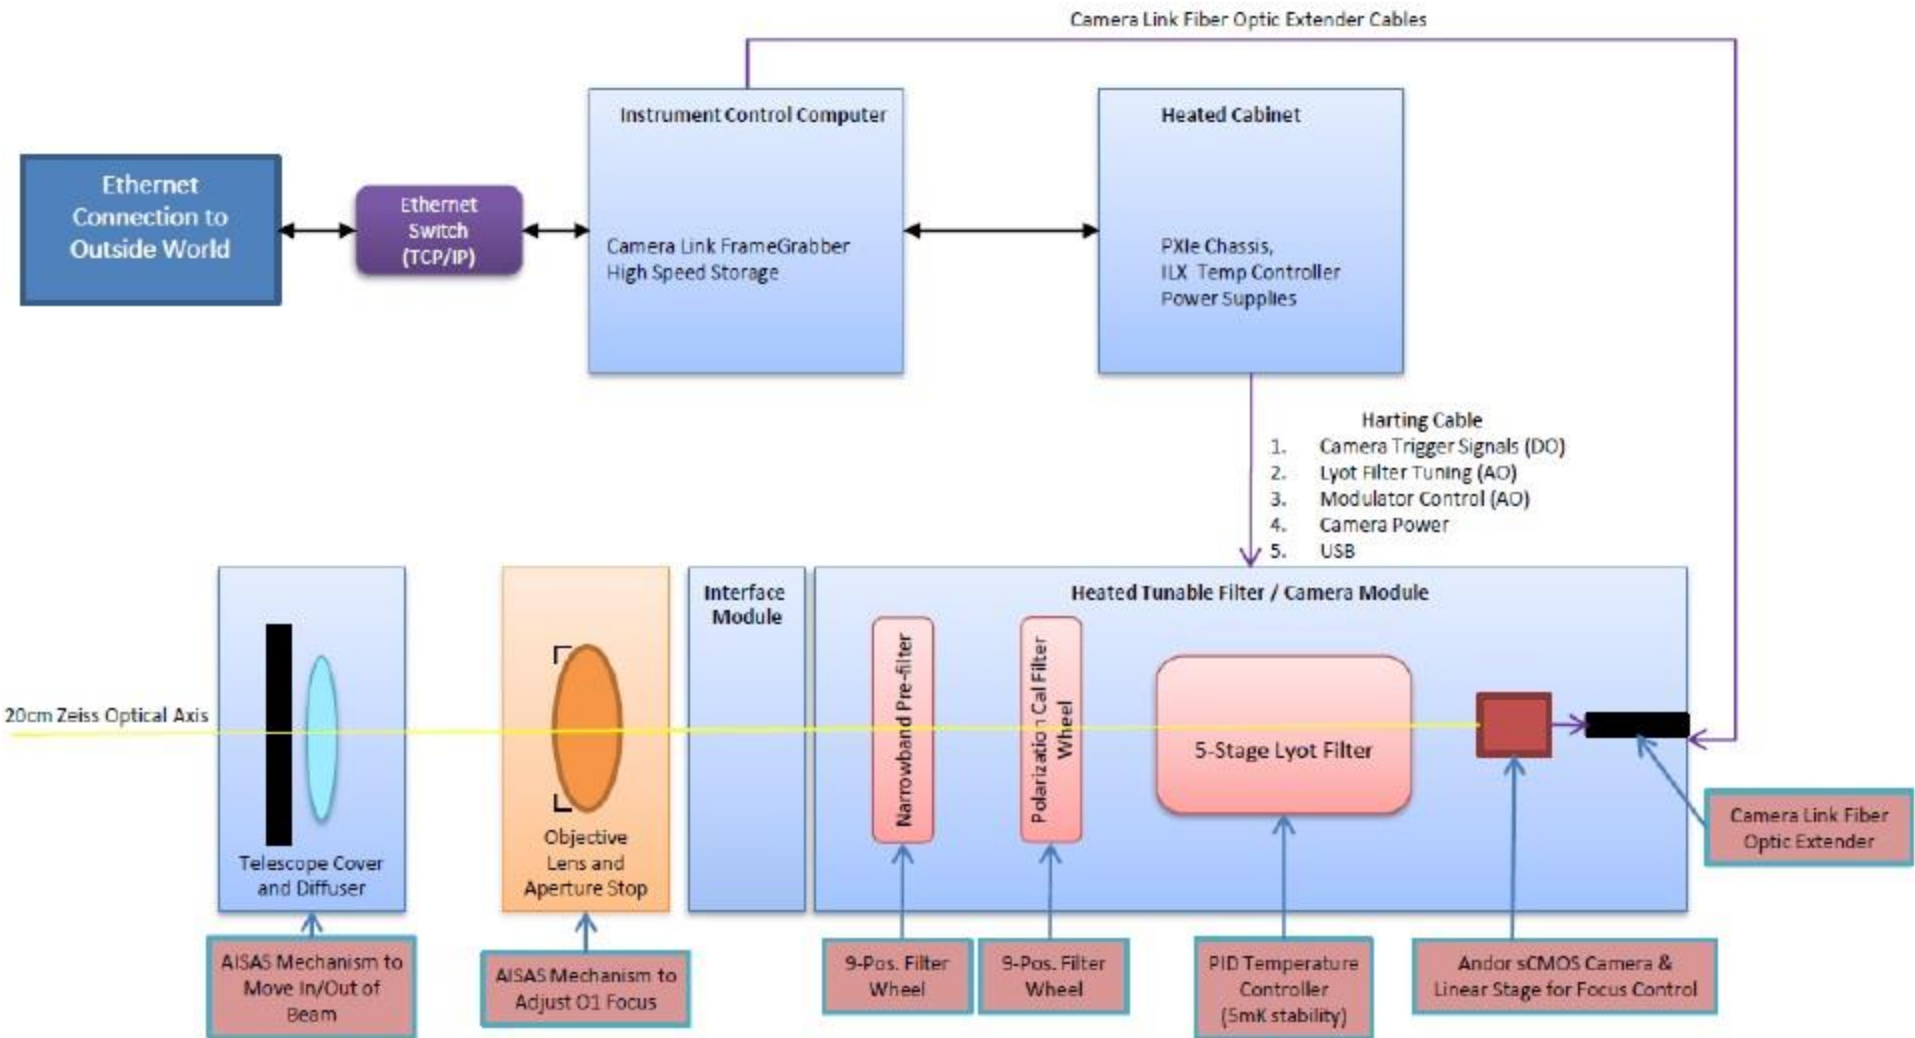 Camera Link Fiber Optic Extender Cables
Instrument Control Computer
Heated Cabinet
Ethernet
Connection to
Outside World
Ethernet
Switch
(TCP/IP)
Camera Link FrameGrabber
High Speed Storage
PXIe Chassis,
ILX Temp Controller
Power Supplies
Harting Cable
1. Camera Trigger Signals (DO)
2. Lyot Filter Tuning (AO)
3. Modulator Control (AO)
4. Camera Power
5. USB
Interface
Module
Heated Tunable Filter / Camera Module
20cm Zeiss Optical Axis
Narrowband Pre-filter
Polarization Cal Filter
Wheel
5-Stage Lyot Filter
Telescope Cover
and Diffuser
Objective
Lens and
Aperture Stop
Camera Link Fiber
Optic Extender
AISAS Mechanism to
Move In/Out of
Beam
AISAS Mechanism to
Adjust O1 Focus
9-Pos. Filter
Wheel
9-Pos. Filter
Wheel
PID Temperature
Controller
(5mK stability)
Andor sCMOS Camera &
Linear Stage for Focus Control